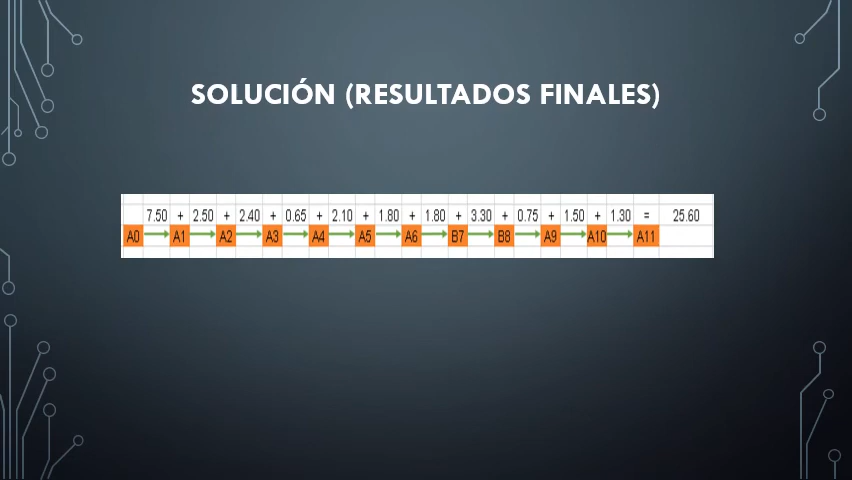 SOLUCIÓN (RESULTADOS FINALES)
7.50 + 2.50 + 2.40 + 0.65 + 2.10 + 1.80 + 1.80 + 3.30 + 0.75 + 1.50 + 1.30 = 25.60
A0 A1 A2 A3 A4 A5 A6 B7 B8 A9 A10 A11